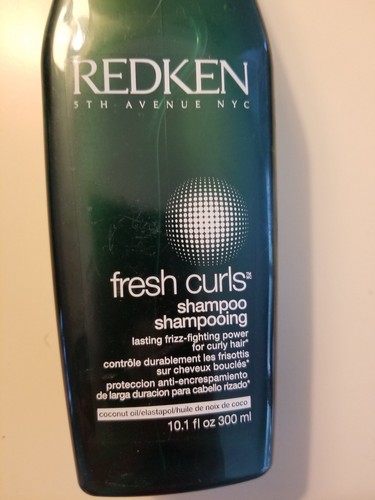 REDKEN
5TH AVENUE NYC
fresh curls™
shampoo
shampooing
lasting frizz-fighting power
for curly hair*
contrôle durablement les frisottis
sur cheveux bouclés*
proteccion anti-encrespamiento
de larga duracion para cabello rizado*
coconut oil/elastapol/huile de noix de coco
10.1 fl oz 300 ml